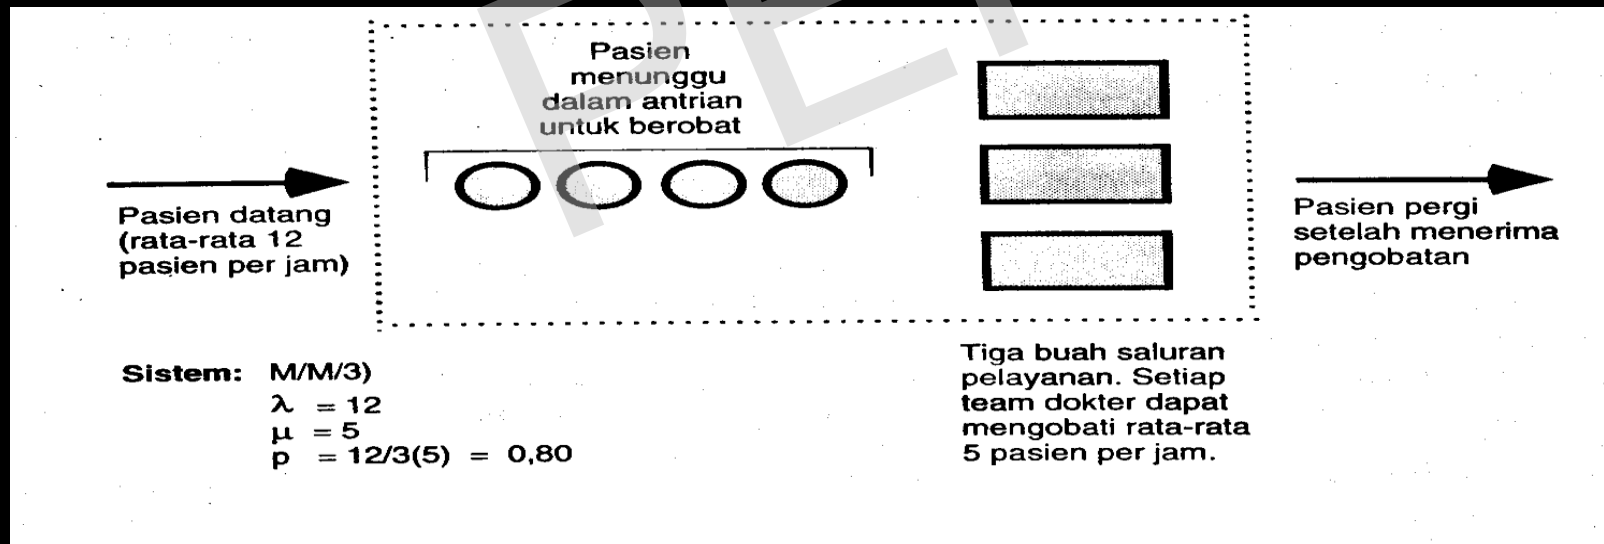 Pasien
menunggu
dalam antrian
untuk berobat
Pasien datang
(rata-rata 12
pasien per jam)
Pasien pergi
setelah menerima
pengobatan
Sistem: M/M/3)
λ = 12
μ = 5
p = 12/3(5) = 0,80
Tiga buah saluran
pelayanan. Setiap
team dokter dapat
mengobati rata-rata
5 pasien per jam.